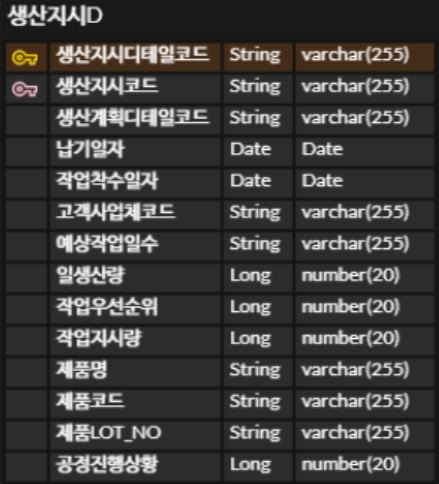 생산지시D
생산지시디테일코드 String varchar(255)
생산지시코드 String varchar(255)
생산계획디테일코드 String varchar(255)
납기일자 Date Date
작업착수일자 Date Date
고객사업체코드 String varchar(255)
예상작업일수 String varchar(255)
일생산량 Long number(20)
작업우선순위 Long number(20)
작업지시량 Long number(20)
제품명 String varchar(255)
제품코드 String varchar(255)
제품LOT_NO String varchar(255)
공정진행상황 Long number(20)